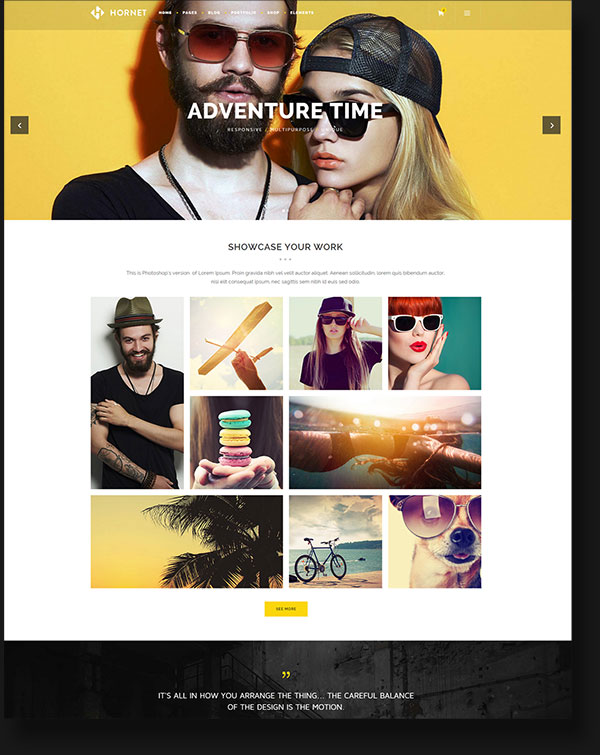 HORNET
HOME PAGES BLOG PORTFOLIO SHOP ELEMENTS
ADVENTURE TIME
RESPONSIVE / MULTIPURPOSE / UNIQUE
SHOWCASE YOUR WORK
This is Photoshop's version of Lorem Ipsum. Proin gravida nibh vel velit auctor aliquet. Aenean sollicitudin, lorem quis bibendum auctor,
nisi elit consequat ipsum, nec sagittis sem nibh id elit. sed odio.
SEE MORE
”
IT'S ALL IN HOW YOU ARRANGE THE THING... THE CAREFUL BALANCE
OF THE DESIGN IS THE MOTION.